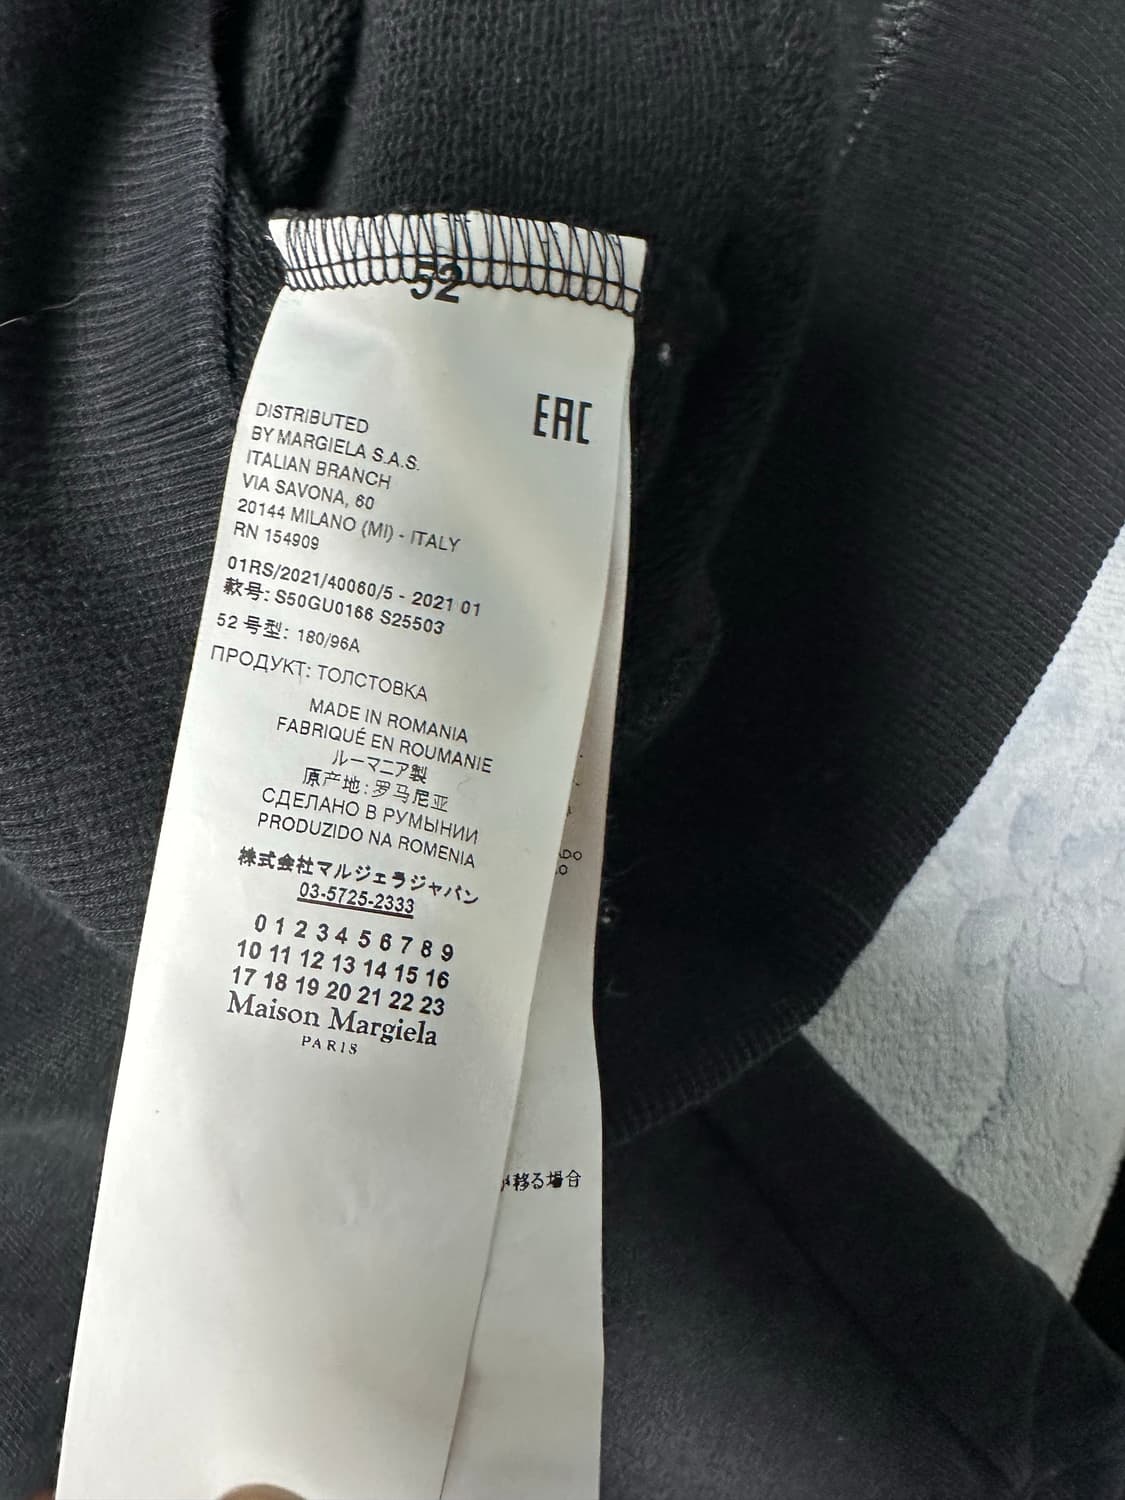 52
EAC
DISTRIBUTED
BY MARGIELA S.A.S.
ITALIAN BRANCH
VIA SAVONA, 60
20144 MILANO (MI) - ITALY
RN 154909
01RS/2021/40060/5 - 2021 01
款号: S50GU0166 S25503
52 号型: 180/96A
ПРОДУКТ: ТОЛСТОВКА
MADE IN ROMANIA
FABRIQUÉ EN ROUMANIE
ルーマニア製
原产地: 罗马尼亚
СДЕЛАНО В РУМЫНИИ
PRODUZIDO NA ROMENIA
株式会社マルジェラジャパン
03-5725-2333
0 1 2 3 4 5 6 7 8 9
10 11 12 13 14 15 16
17 18 19 20 21 22 23
Maison Margiela
PARIS
移る場合